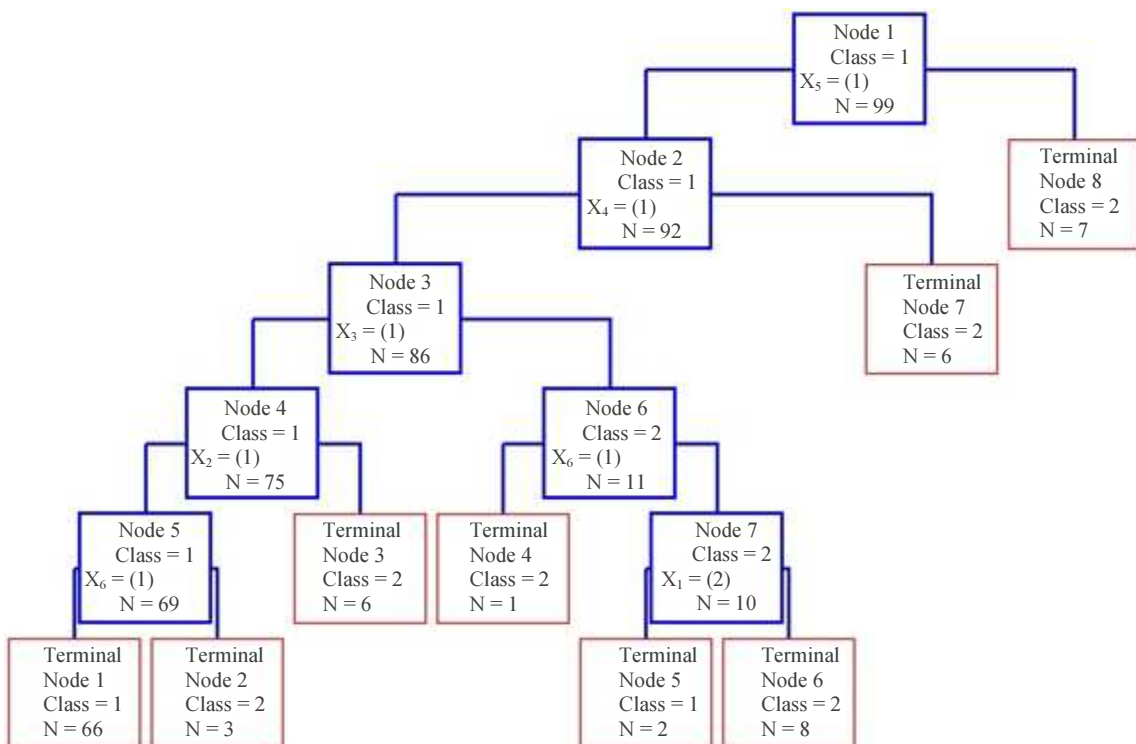 Node 1
Class = 1
X₅ = (1)
N = 99
Node 2
Class = 1
X₄ = (1)
N = 92
Terminal
Node 8
Class = 2
N = 7
Node 3
Class = 1
X₃ = (1)
N = 86
Terminal
Node 7
Class = 2
N = 6
Node 4
Class = 1
X₂ = (1)
N = 75
Node 6
Class = 2
X₆ = (1)
N = 11
Node 5
Class = 1
X₆ = (1)
N = 69
Terminal
Node 3
Class = 2
N = 6
Terminal
Node 4
Class = 2
N = 1
Node 7
Class = 2
X₁ = (2)
N = 10
Terminal
Node 1
Class = 1
N = 66
Terminal
Node 2
Class = 2
N = 3
Terminal
Node 5
Class = 1
N = 2
Terminal
Node 6
Class = 2
N = 8